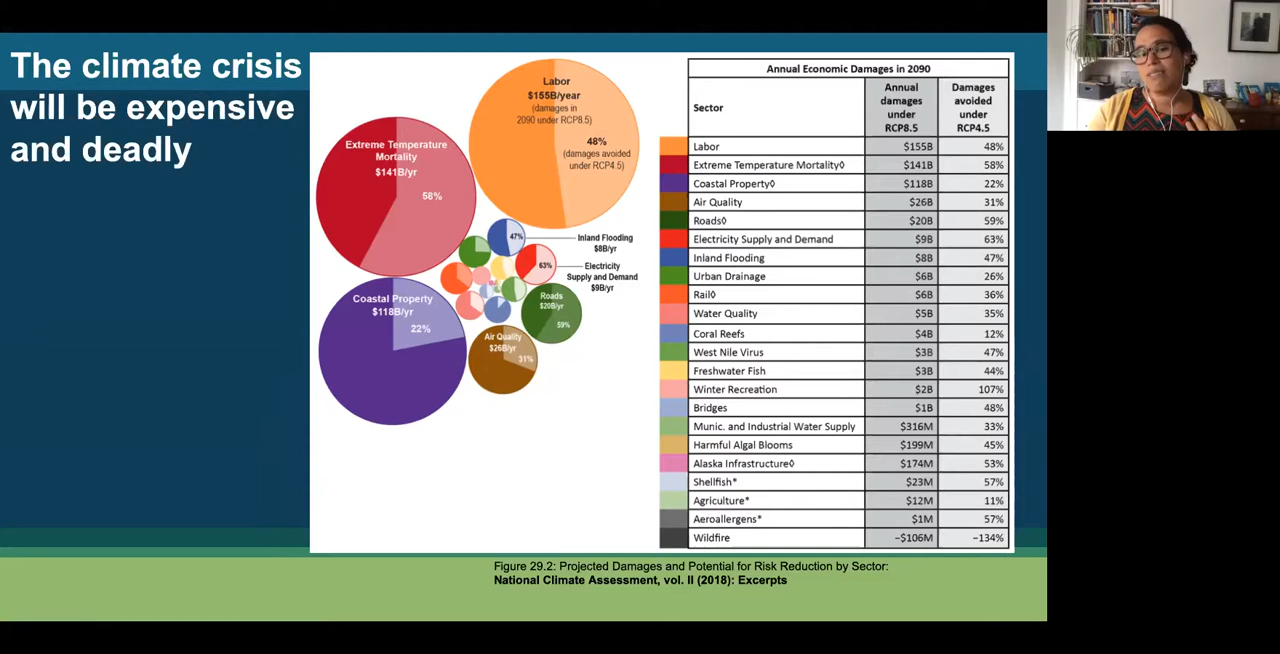 The climate crisis
will be expensive
and deadly
Labor
$155B/year
(damages in
2090 under RCP8.5)
48%
(damages avoided
under RCP4.5)
Extreme Temperature
Mortality
$141B/yr
58%
47%
Inland Flooding
$8B/yr
63%
Electricity
Supply and Demand
$9B/yr
Coastal Property
$118B/yr
22%
Roads
$20B/yr
59%
Air Quality
$26B/yr
31%
Annual Economic Damages in 2090
Sector
Annual
damages
under
RCP8.5
Damages
avoided
under
RCP4.5
Labor $155B 48%
Extreme Temperature Mortality◊ $141B 58%
Coastal Property◊ $118B 22%
Air Quality $26B 31%
Roads◊ $20B 59%
Electricity Supply and Demand $9B 63%
Inland Flooding $8B 47%
Urban Drainage $6B 26%
Rail◊ $6B 36%
Water Quality $5B 35%
Coral Reefs $4B 12%
West Nile Virus $3B 47%
Freshwater Fish $3B 44%
Winter Recreation $2B 107%
Bridges $1B 48%
Munic. and Industrial Water Supply $316M 33%
Harmful Algal Blooms $199M 45%
Alaska Infrastructure◊ $174M 53%
Shellfish* $23M 57%
Agriculture* $12M 11%
Aeroallergens* $1M 57%
Wildfire −$106M −134%
Figure 29.2: Projected Damages and Potential for Risk Reduction by Sector:
National Climate Assessment, vol. II (2018): Excerpts